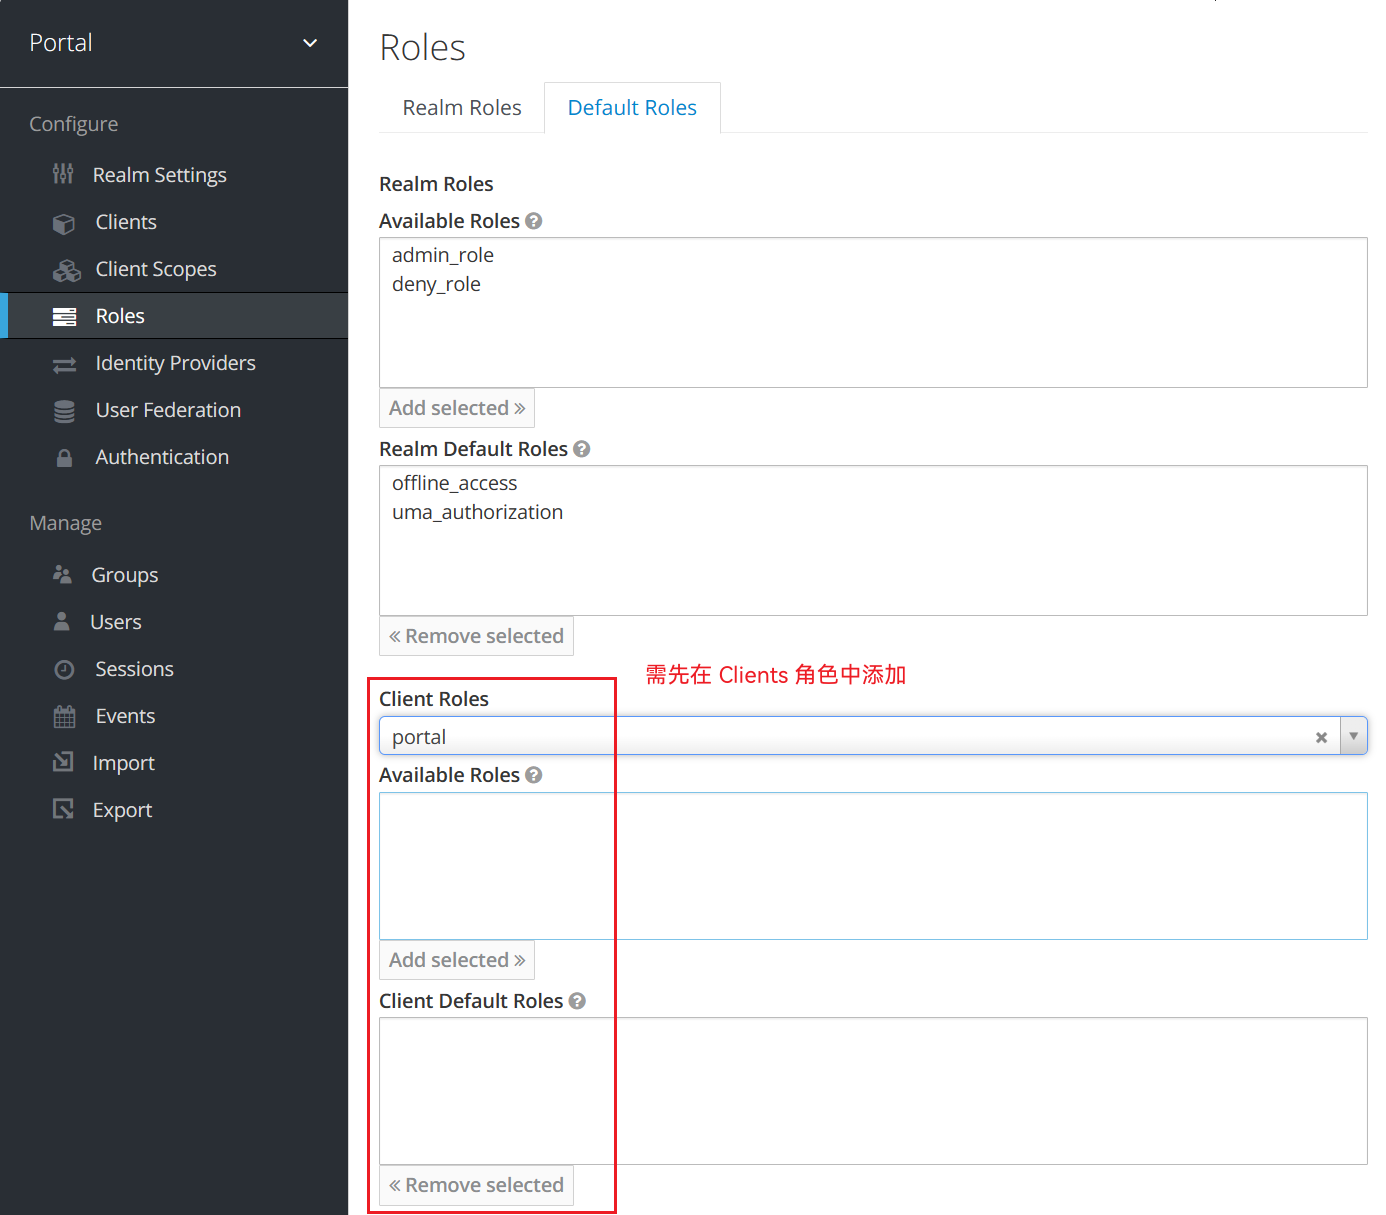 Portal
Configure
Realm Settings
Clients
Client Scopes
Roles
Identity Providers
User Federation
Authentication
Manage
Groups
Users
Sessions
Events
Import
Export
Roles
Realm Roles
Default Roles
Realm Roles
Available Roles
admin_role
deny_role
Add selected »
Realm Default Roles
offline_access
uma_authorization
« Remove selected
需先在 Clients 角色中添加
Client Roles
portal
Available Roles
Add selected »
Client Default Roles
« Remove selected